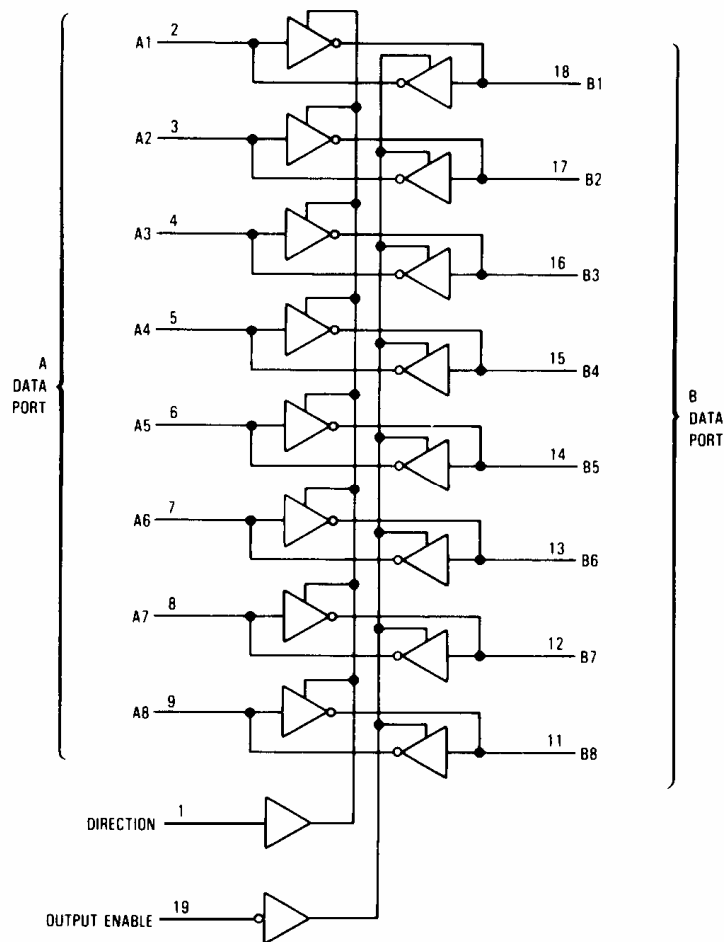 A1 2
18 B1
A2 3
17 B2
A3 4
16 B3
A4 5
15 B4
A
DATA
PORT
B
DATA
PORT
A5 6
14 B5
A6 7
13 B6
A7 8
12 B7
A8 9
11 B8
DIRECTION 1
OUTPUT ENABLE 19